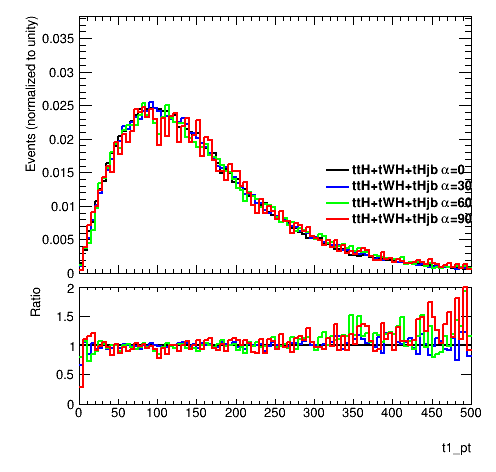 Events (normalized to unity)
0.035
0.03
0.025
0.02
0.015
0.01
0.005
0
ttH+tWH+tHjb α=0
ttH+tWH+tHjb α=30
ttH+tWH+tHjb α=60
ttH+tWH+tHjb α=90
Ratio
2
1.5
1
0.5
0
0 50 100 150 200 250 300 350 400 450 500
t1_pt